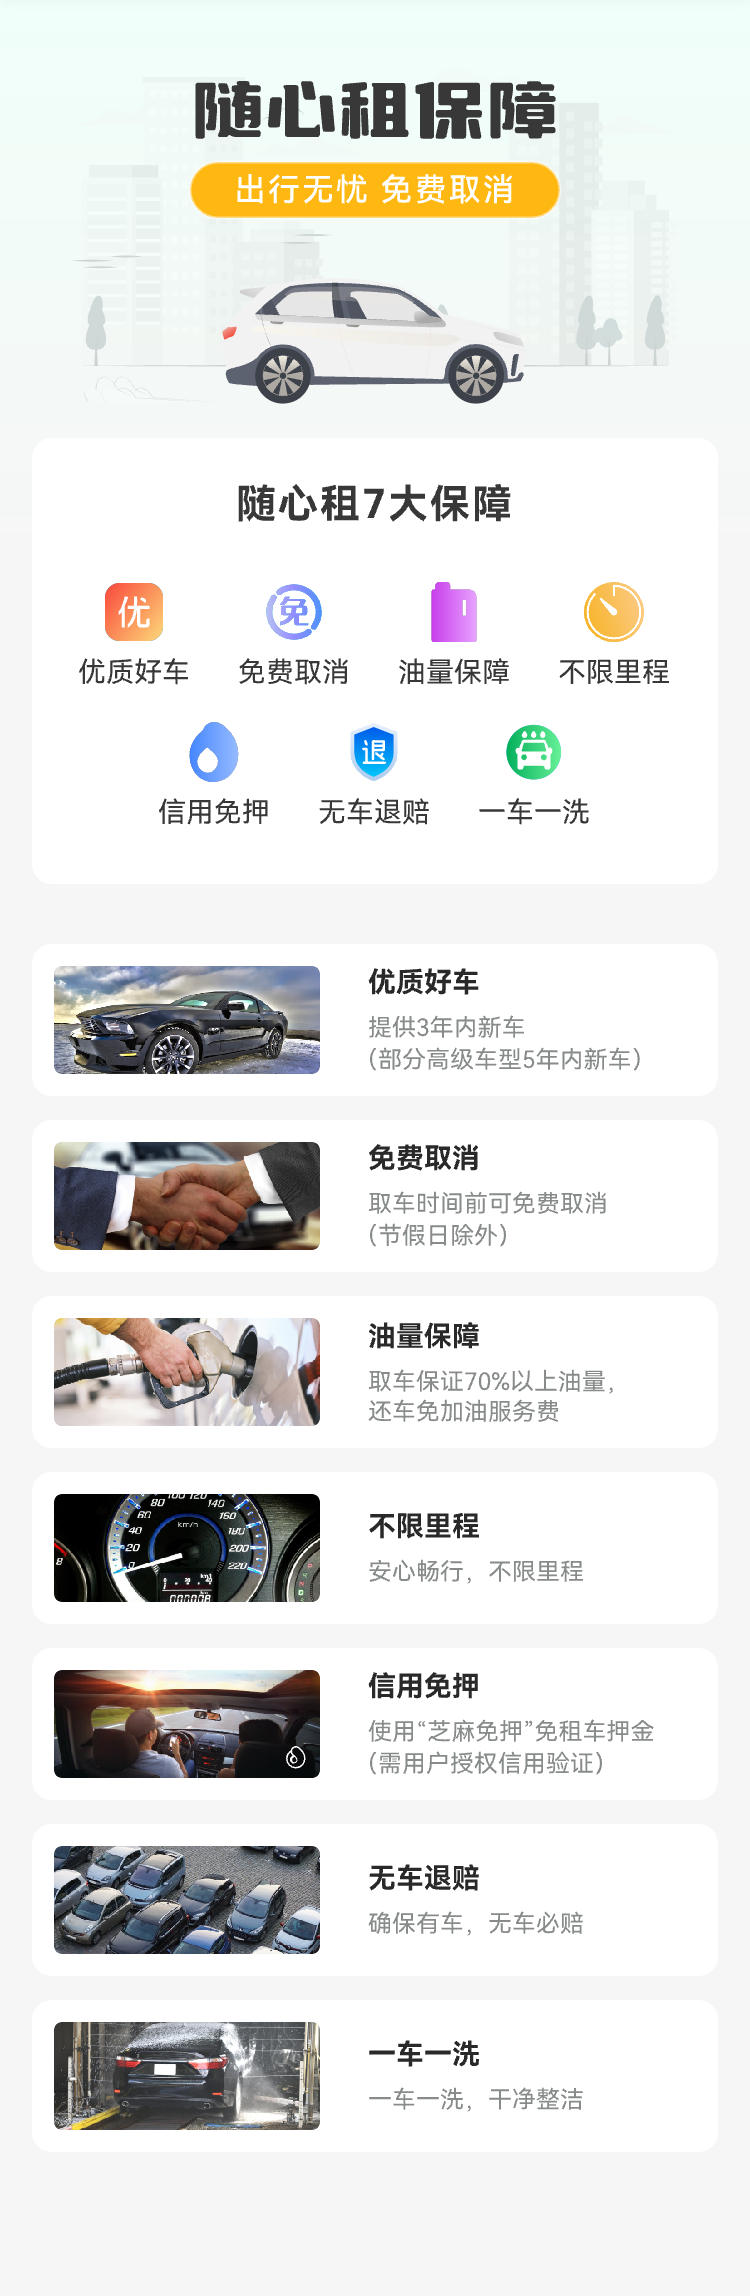 随心租保障
出行无忧 免费取消
随心租7大保障
优
免
优质好车
免费取消
油量保障
不限里程
退
信用免押
无车退赔
一车一洗
优质好车
提供3年内新车
(部分高级车型5年内新车)
免费取消
取车时间前可免费取消
(节假日除外)
油量保障
取车保证70%以上油量，
还车免加油服务费
0
20
40
60
80
100
120
140
160
180
200
220
km/h
8
000008
不限里程
安心畅行，不限里程
信用免押
使用“芝麻免押”免租车押金
(需用户授权信用验证)
无车退赔
确保有车，无车必赔
一车一洗
一车一洗，干净整洁